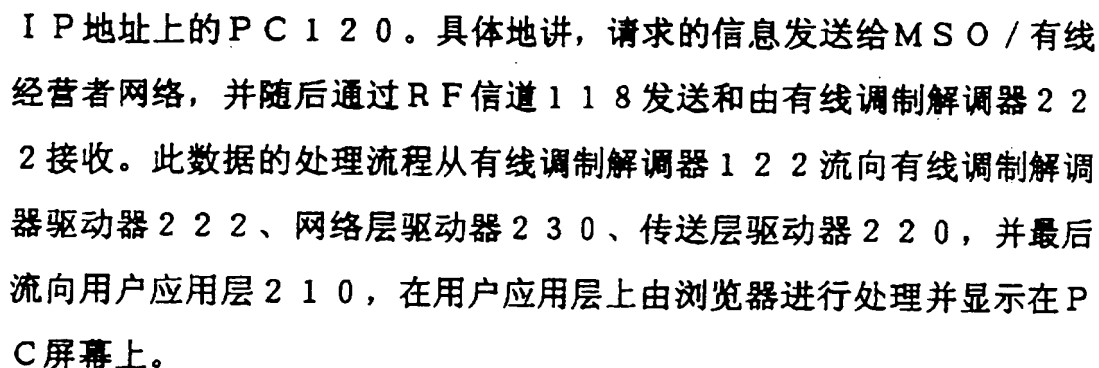 ＩＰ地址上的ＰＣ１２０。具体地讲，请求的信息发送给ＭＳＯ／有线
经营者网络，并随后通过ＲＦ信道１１８发送和由有线调制解调器２２
２接收。此数据的处理流程从有线调制解调器１２２流向有线调制解调
器驱动器２２２、网络层驱动器２３０、传送层驱动器２２０，并最后
流向用户应用层２１０，在用户应用层上由浏览器进行处理并显示在Ｐ
Ｃ屏幕上。